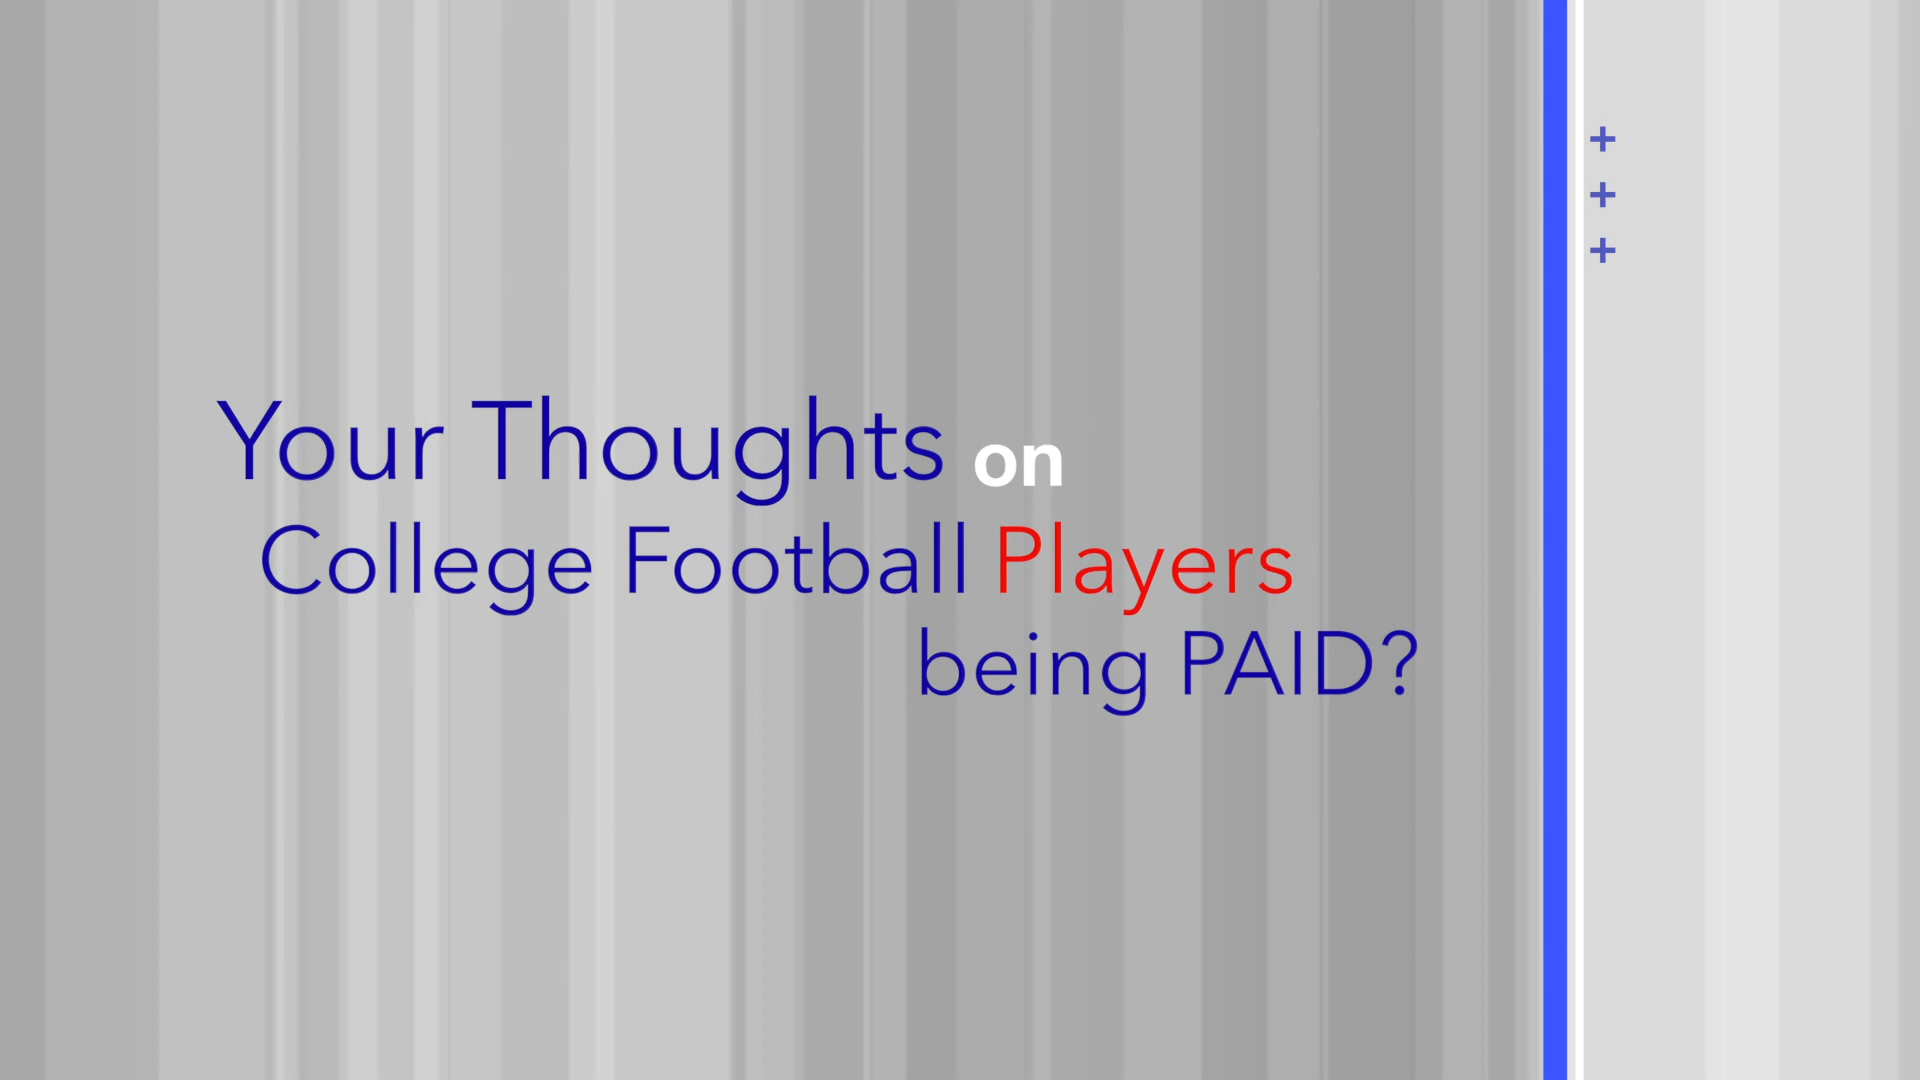 Your Thoughts on
College Football Players
being PAID?
+
+
+